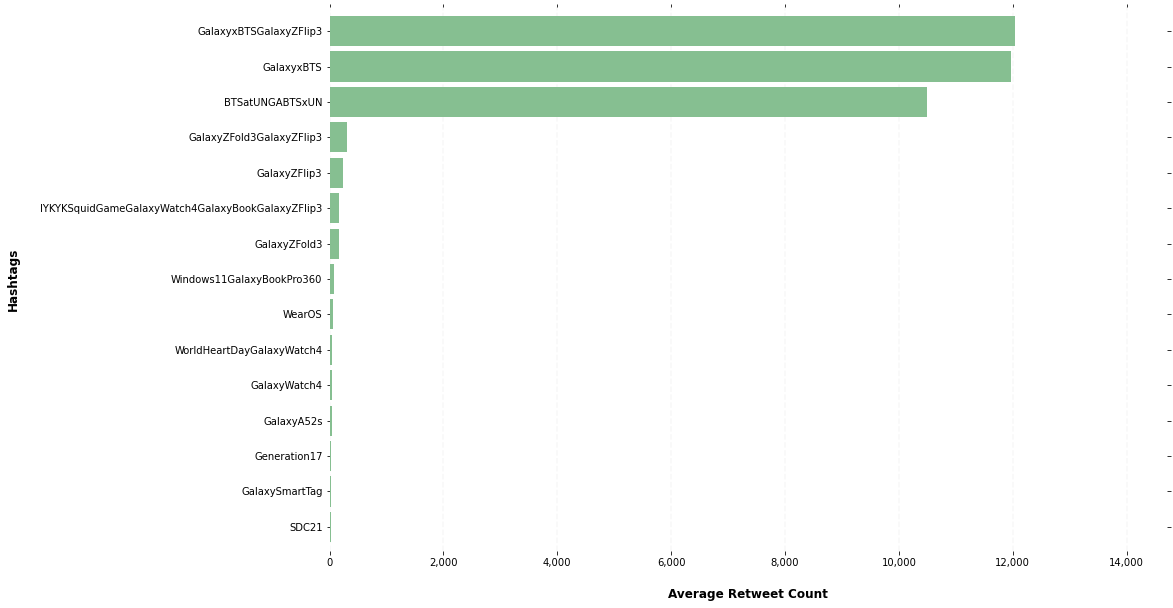 GalaxyxBTSGalaxyZFlip3
GalaxyxBTS
BTSatUNGABTSxUN
GalaxyZFold3GalaxyZFlip3
GalaxyZFlip3
IYKYKSquidGameGalaxyWatch4GalaxyBookGalaxyZFlip3
GalaxyZFold3
Windows11GalaxyBookPro360
WearOS
WorldHeartDayGalaxyWatch4
GalaxyWatch4
GalaxyA52s
Generation17
GalaxySmartTag
SDC21
Hashtags
0 2,000 4,000 6,000 8,000 10,000 12,000 14,000
Average Retweet Count